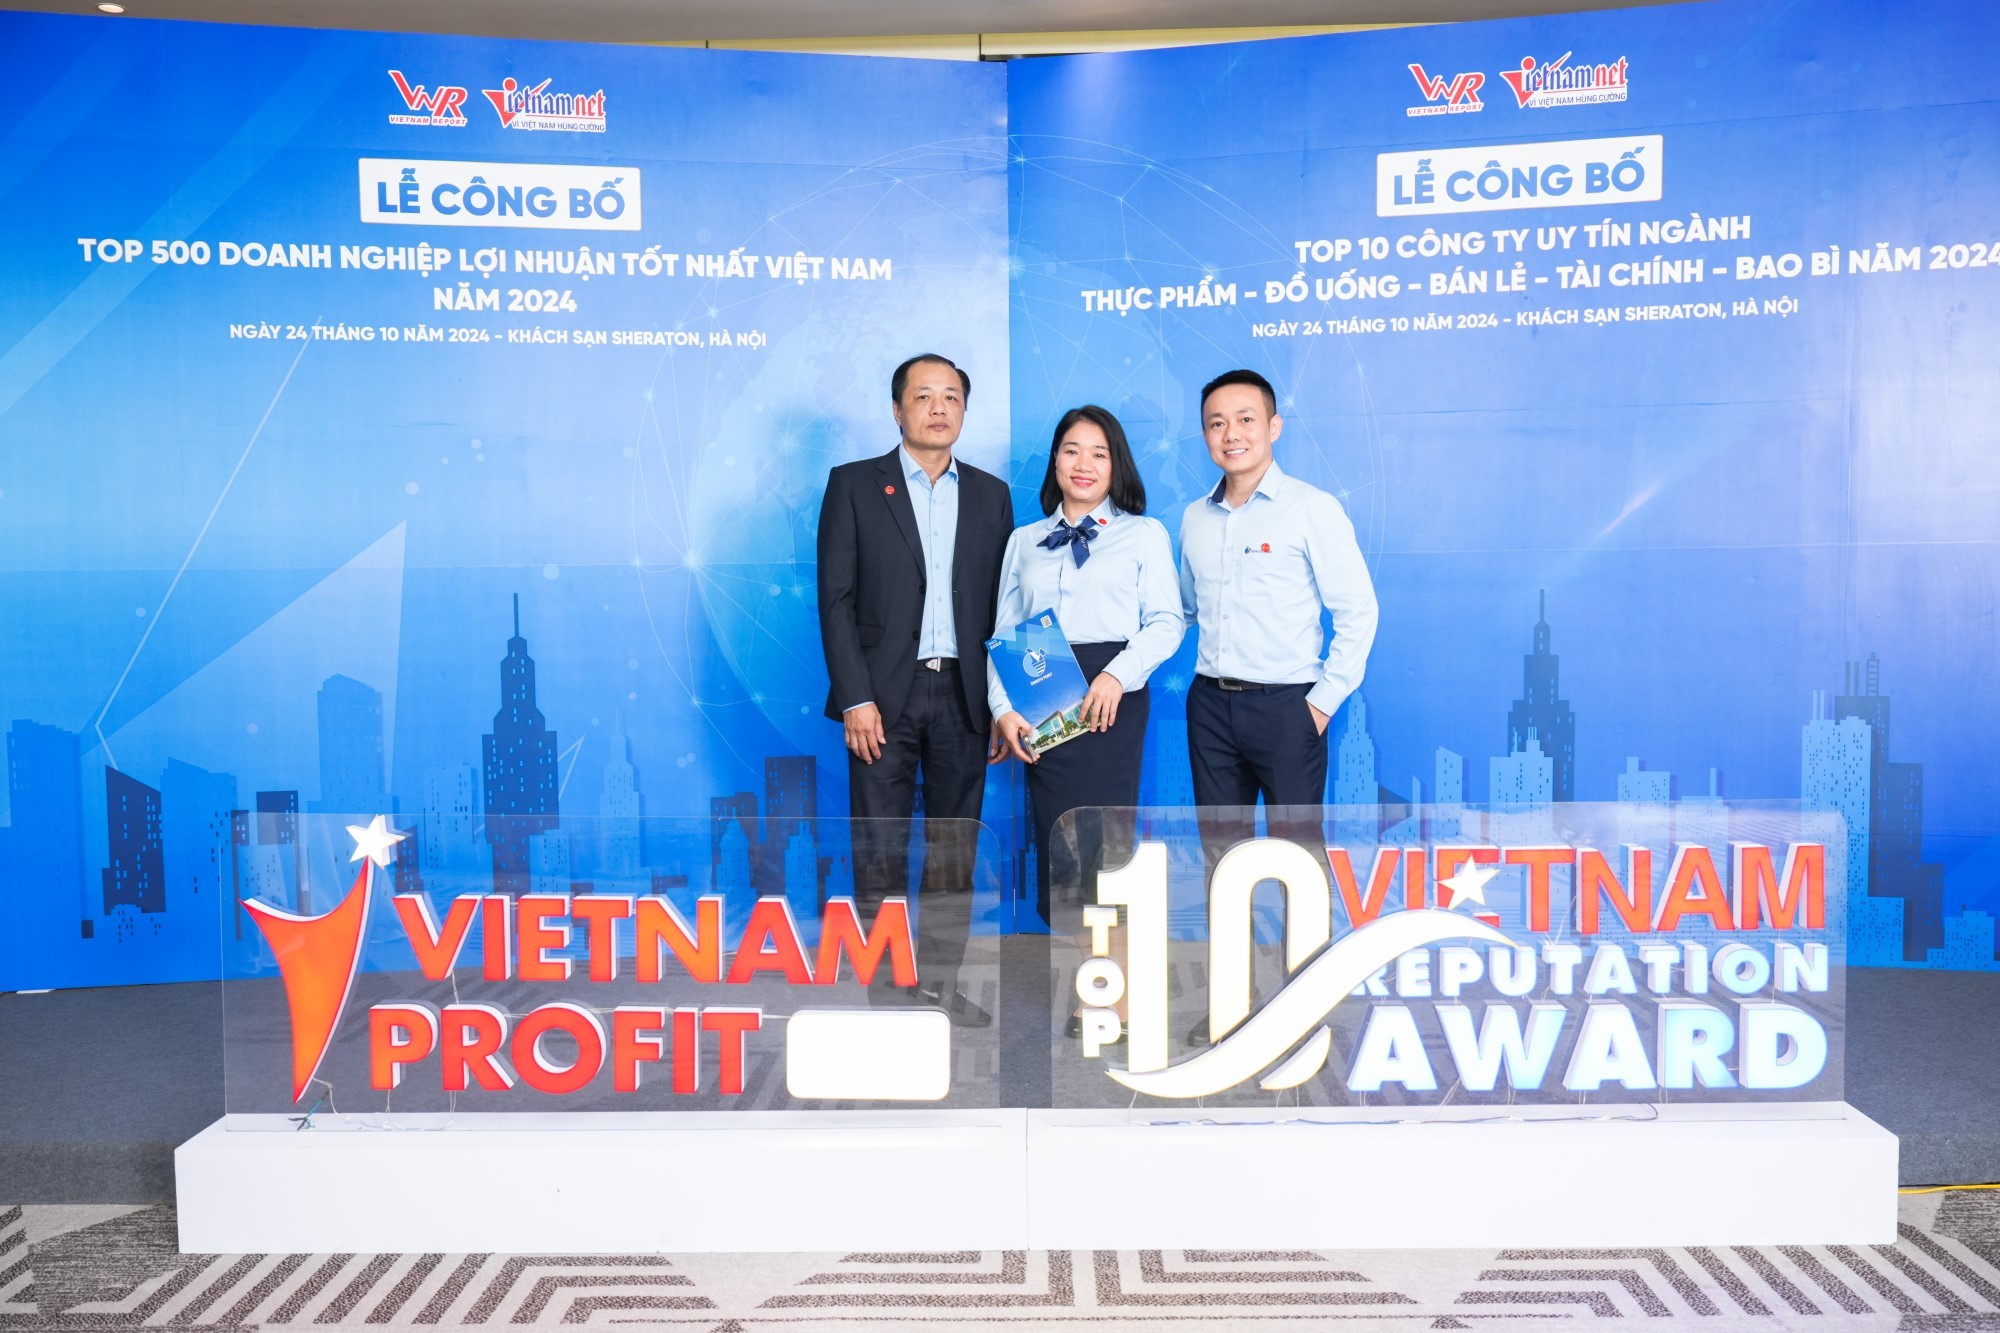 VNR
VIETNAM REPORT
Vietnam.net
VÌ VIỆT NAM HÙNG CƯỜNG
LỄ CÔNG BỐ
TOP 500 DOANH NGHIỆP LỢI NHUẬN TỐT NHẤT VIỆT NAM
NĂM 2024
NGÀY 24 THÁNG 10 NĂM 2024 - KHÁCH SẠN SHERATON, HÀ NỘI
VNR
VIETNAM REPORT
Vietnam.net
VÌ VIỆT NAM HÙNG CƯỜNG
LỄ CÔNG BỐ
TOP 10 CÔNG TY UY TÍN NGÀNH
THỰC PHẨM - ĐỒ UỐNG - BÁN LẺ - TÀI CHÍNH - BAO BÌ NĂM 2024
NGÀY 24 THÁNG 10 NĂM 2024 - KHÁCH SẠN SHERATON, HÀ NỘI
VIETNAM
PROFIT
TOP 10
VIETNAM
REPUTATION
AWARD